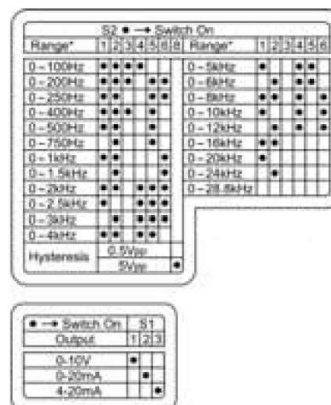 S2 ● → Switch On
Range* 1 2 3 4 5 6 8 Range* 1 2 3 4 5 6
0~100Hz ● ● ● ● 0~5kHz ● ● ●
0~200Hz ● ● ● ● ● 0~6kHz ● ● ●
0~250Hz ● ● ● 0~8kHz ● ● ● ●
0~400Hz ● ● ● ● 0~10kHz ● ● ●
0~500Hz ● ● ● 0~12kHz ● ● ●
0~750Hz ● ● 0~16kHz ● ●
0~1kHz ● ● ● 0~20kHz ●
0~1.5kHz ● ● 0~24kHz ●
0~2kHz ● ● ● ● ● 0~28.8kHz
0~2.5kHz ● ● ● ●
0~3kHz ● ● ● ●
0~4kHz ● ● ● ●
Hysteresis 0.5Vpp
5Vpp ●
● → Switch On S1
Output 1 2 3
0-10V ●
0-20mA ●
4-20mA ●